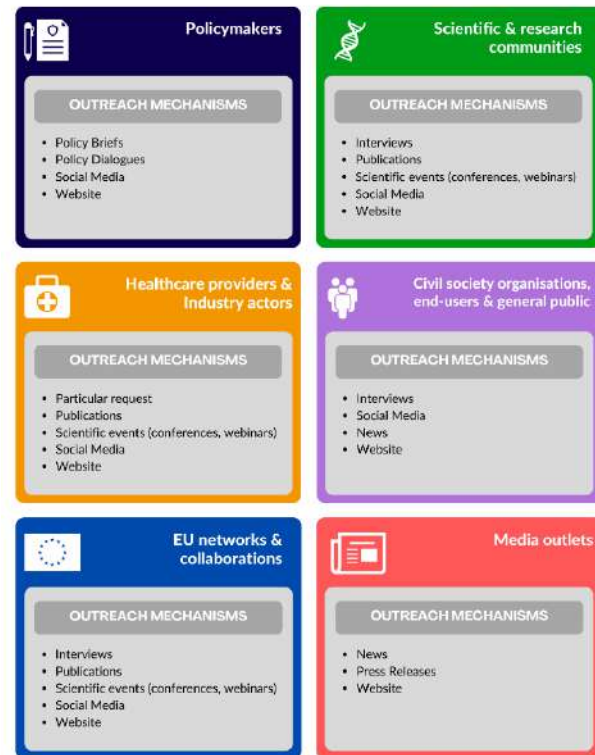 Policymakers
OUTREACH MECHANISMS
• Policy Briefs
• Policy Dialogues
• Social Media
• Website
Scientific & research
communities
OUTREACH MECHANISMS
• Interviews
• Publications
• Scientific events (conferences, webinars)
• Social Media
• Website
Healthcare providers &
Industry actors
OUTREACH MECHANISMS
• Particular request
• Publications
• Scientific events (conferences, webinars)
• Social Media
• Website
Civil society organisations,
end-users & general public
OUTREACH MECHANISMS
• Interviews
• Social Media
• News
• Website
EU networks &
collaborations
OUTREACH MECHANISMS
• Interviews
• Publications
• Scientific events (conferences, webinars)
• Social Media
• Website
Media outlets
OUTREACH MECHANISMS
• News
• Press Releases
• Website